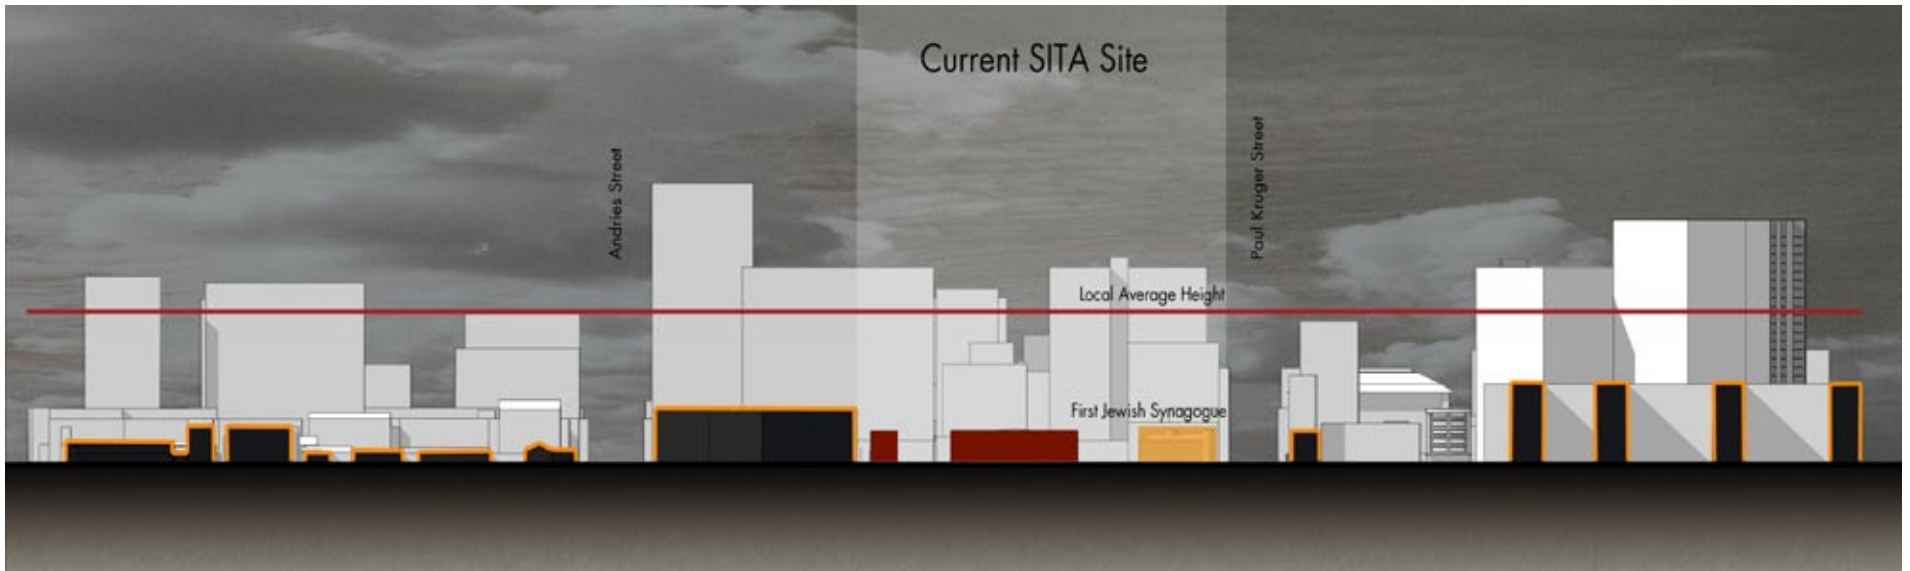 Current SITA Site
Andries Street
Paul Kruger Street
Local Average Height
First Jewish Synagogue